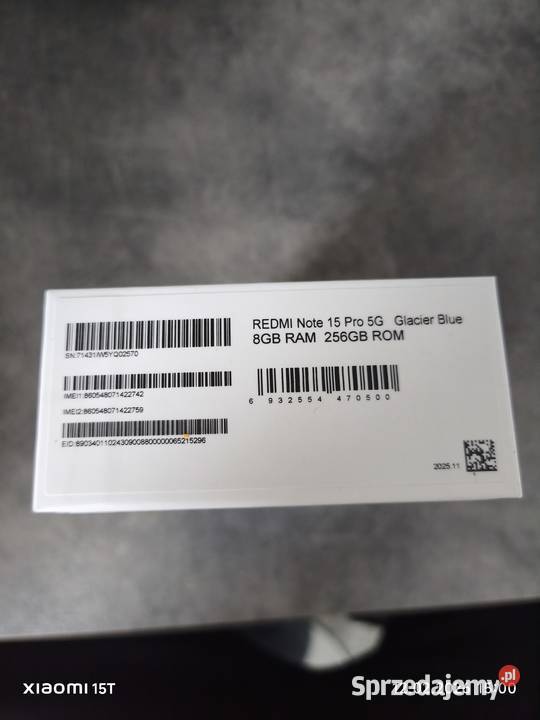 REDMI Note 15 Pro 5G Glacier Blue
8GB RAM 256GB ROM
SN:71431/W5YQ02570
IMEI1:860548071422742
IMEI2:860548071422759
EID:89034011024309008800000065215296
6 932554 470500
2025.11
XIAOMI 15T
Sprzedajemy.pl